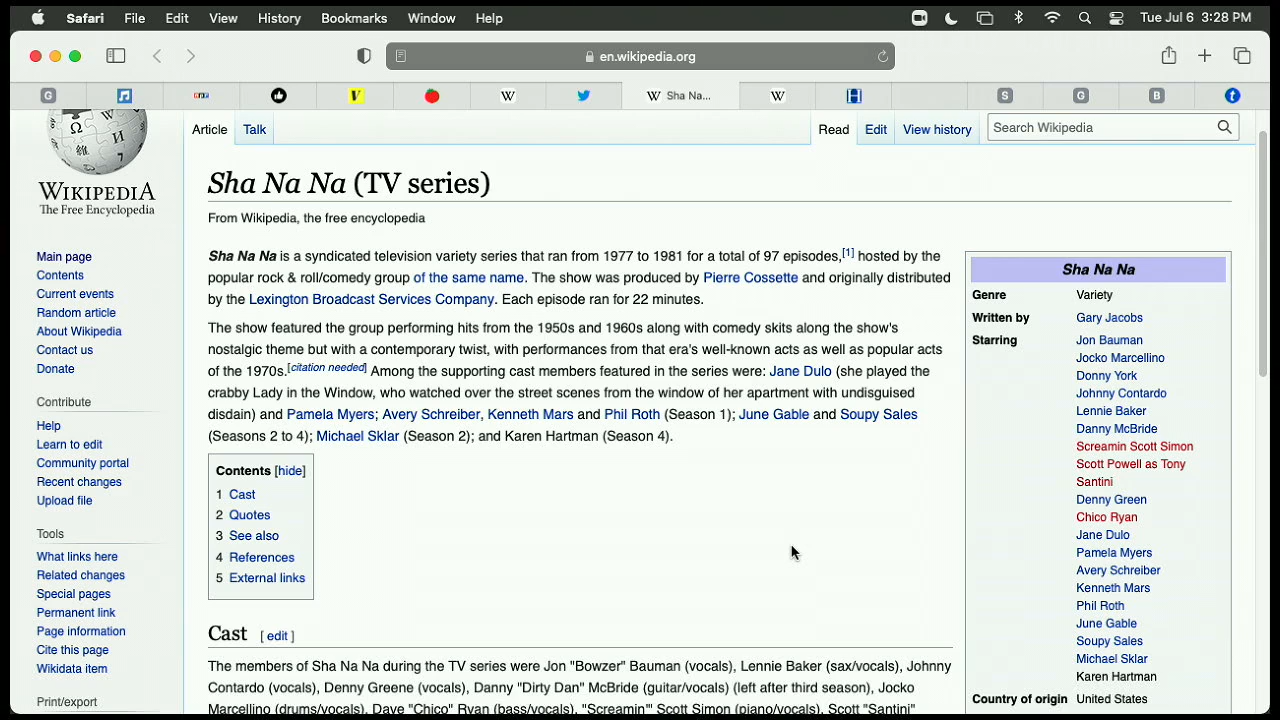 Safari File Edit View History Bookmarks Window Help Tue Jul 6 3:28 PM
en.wikipedia.org
G V W W Sha Na... W H S G B t
WIKIPEDIA
The Free Encyclopedia
Main page
Contents
Current events
Random article
About Wikipedia
Contact us
Donate
Contribute
Help
Learn to edit
Community portal
Recent changes
Upload file
Tools
What links here
Related changes
Special pages
Permanent link
Page information
Cite this page
Wikidata item
Print/export
Article Talk Read Edit View history Search Wikipedia
Sha Na Na (TV series)
From Wikipedia, the free encyclopedia
Sha Na Na is a syndicated television variety series that ran from 1977 to 1981 for a total of 97 episodes,[1] hosted by the
popular rock & roll/comedy group of the same name. The show was produced by Pierre Cossette and originally distributed
by the Lexington Broadcast Services Company. Each episode ran for 22 minutes.
The show featured the group performing hits from the 1950s and 1960s along with comedy skits along the show's
nostalgic theme but with a contemporary twist, with performances from that era's well-known acts as well as popular acts
of the 1970s.[citation needed] Among the supporting cast members featured in the series were: Jane Dulo (she played the
crabby Lady in the Window, who watched over the street scenes from the window of her apartment with undisguised
disdain) and Pamela Myers; Avery Schreiber, Kenneth Mars and Phil Roth (Season 1); June Gable and Soupy Sales
(Seasons 2 to 4); Michael Sklar (Season 2); and Karen Hartman (Season 4).
Contents [hide]
1 Cast
2 Quotes
3 See also
4 References
5 External links
Cast [ edit ]
The members of Sha Na Na during the TV series were Jon "Bowzer" Bauman (vocals), Lennie Baker (sax/vocals), Johnny
Contardo (vocals), Denny Greene (vocals), Danny "Dirty Dan" McBride (guitar/vocals) (left after third season), Jocko
Marcellino (drums/vocals), Dave "Chico" Ryan (bass/vocals), "Screamin'" Scott Simon (piano/vocals), Scott "Santini"
Sha Na Na
Genre Variety
Written by Gary Jacobs
Starring Jon Bauman
Jocko Marcellino
Donny York
Johnny Contardo
Lennie Baker
Danny McBride
Screamin Scott Simon
Scott Powell as Tony
Santini
Denny Green
Chico Ryan
Jane Dulo
Pamela Myers
Avery Schreiber
Kenneth Mars
Phil Roth
June Gable
Soupy Sales
Michael Sklar
Karen Hartman
Country of origin United States